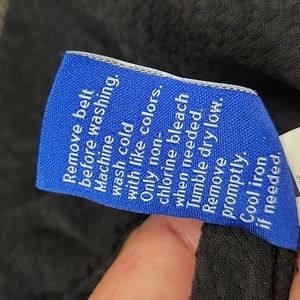 Remove belt
before washing.
Machine
wash cold
with like colors.
Only non-
chlorine bleach
when needed.
Tumble dry low.
Remove
promptly.
Cool iron
if needed.